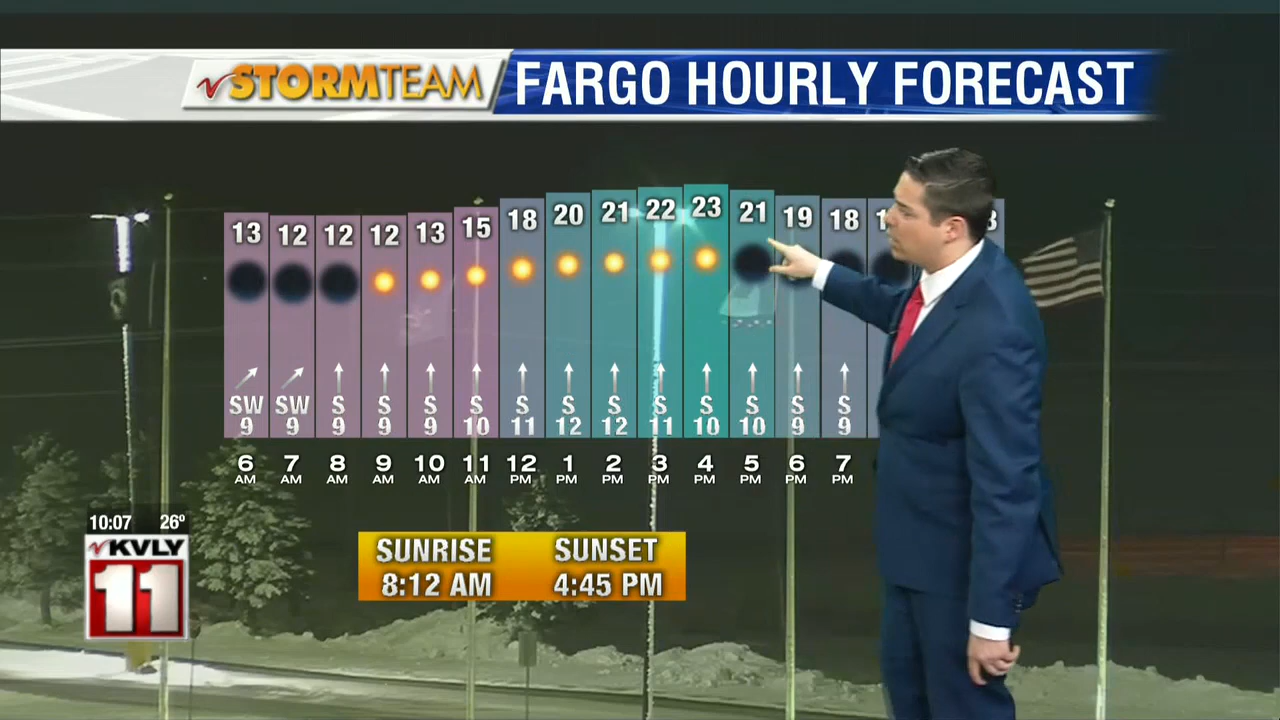 STORMTEAM FARGO HOURLY FORECAST
13 12 12 12 13 15 18 20 21 22 23 21 19 18
SW SW S S S S S S S S S S S S
9 9 9 9 9 10 11 12 12 11 10 10 9 9
6 7 8 9 10 11 12 1 2 3 4 5 6 7
AM AM AM AM AM AM PM PM PM PM PM PM PM PM
10:07 26º
KVLY
11
SUNRISE SUNSET
8:12 AM 4:45 PM